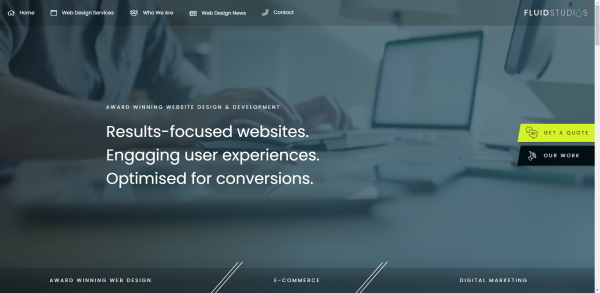 Home Web Design Services Who We Are Web Design News Contact FLUIDSTUDIOS
AWARD WINNING WEBSITE DESIGN & DEVELOPMENT
Results-focused websites.
Engaging user experiences.
Optimised for conversions.
GET A QUOTE
OUR WORK
AWARD WINNING WEB DESIGN E-COMMERCE DIGITAL MARKETING